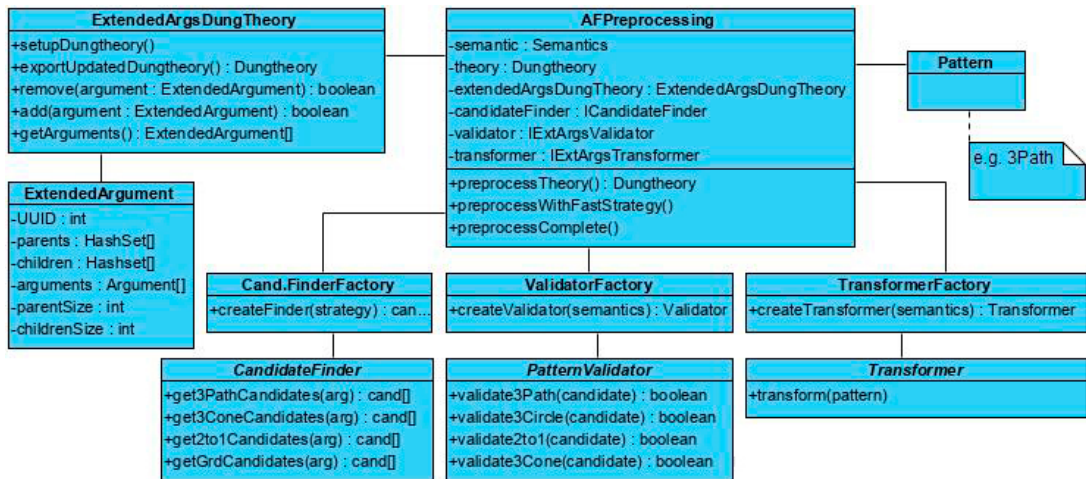 ExtendedArgsDungTheory
+setupDungtheory()
+exportUpdatedDungtheory() : Dungtheory
+remove(argument : ExtendedArgument) : boolean
+add(argument : ExtendedArgument) : boolean
+getArguments() : ExtendedArgument[]
AFPreprocessing
-semantic : Semantics
-theory : Dungtheory
-extendedArgsDungTheory : ExtendedArgsDungTheory
-candidateFinder : ICandidateFinder
-validator : IExtArgsValidator
-transformer : IExtArgsTransformer
+preprocessTheory() : Dungtheory
+preprocessWithFastStrategy()
+preprocessComplete()
Pattern
e.g. 3Path
ExtendedArgument
-UUID : int
-parents : HashSet[]
-children : Hashset[]
-arguments : Argument[]
-parentSize : int
-childrenSize : int
Cand.FinderFactory
+createFinder(strategy) : can...
ValidatorFactory
+createValidator(semantics) : Validator
TransformerFactory
+createTransformer(semantics) : Transformer
CandidateFinder
+get3PathCandidates(arg) : cand[]
+get3ConeCandidates(arg) : cand[]
+get2to1Candidates(arg) : cand[]
+getGrdCandidates(arg) : cand[]
PatternValidator
+validate3Path(candidate) : boolean
+validate3Circle(candidate) : boolean
+validate2to1(candidate) : boolean
+validate3Cone(candidate) : boolean
Transformer
+transform(pattern)